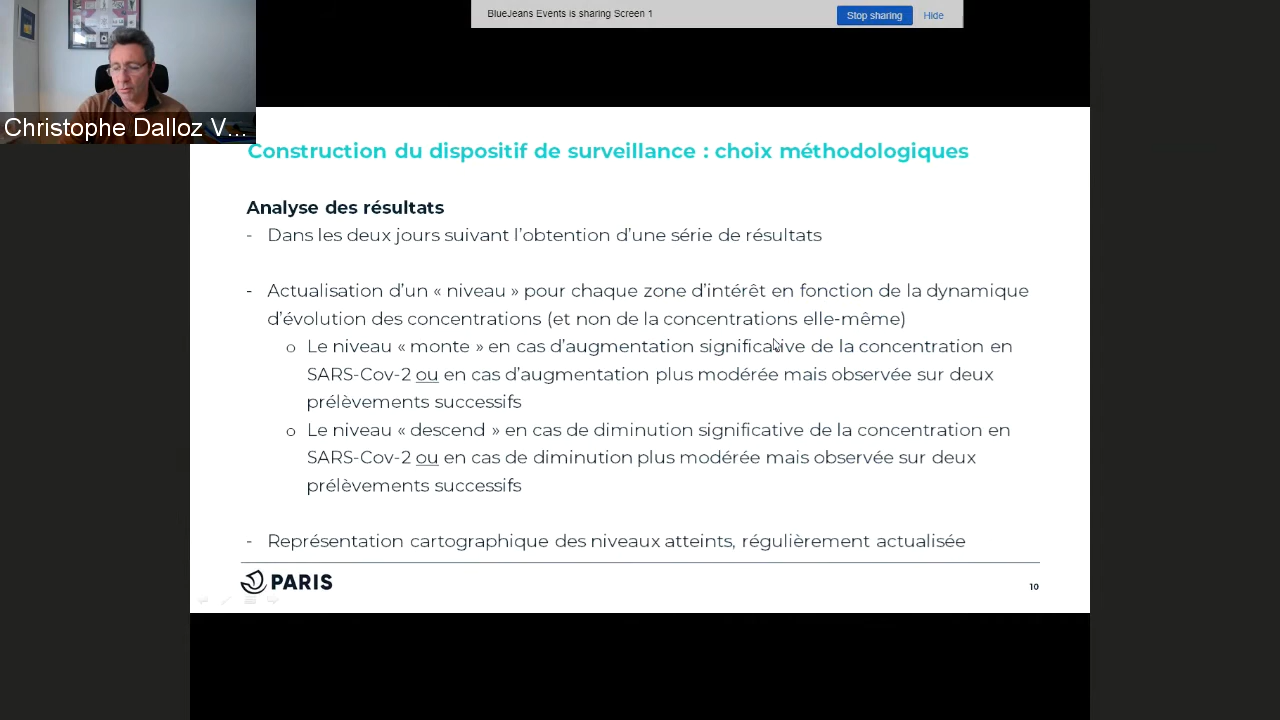 BlueJeans Events is sharing Screen 1
Stop sharing
Hide
Christophe Dalloz V...
Construction du dispositif de surveillance : choix méthodologiques
Analyse des résultats
- Dans les deux jours suivant l'obtention d'une série de résultats
- Actualisation d'un « niveau » pour chaque zone d'intérêt en fonction de la dynamique
d'évolution des concentrations (et non de la concentrations elle-même)
o Le niveau « monte » en cas d'augmentation significative de la concentration en
SARS-Cov-2 ou en cas d'augmentation plus modérée mais observée sur deux
prélèvements successifs
o Le niveau « descend » en cas de diminution significative de la concentration en
SARS-Cov-2 ou en cas de diminution plus modérée mais observée sur deux
prélèvements successifs
- Représentation cartographique des niveaux atteints, régulièrement actualisée
PARIS
10